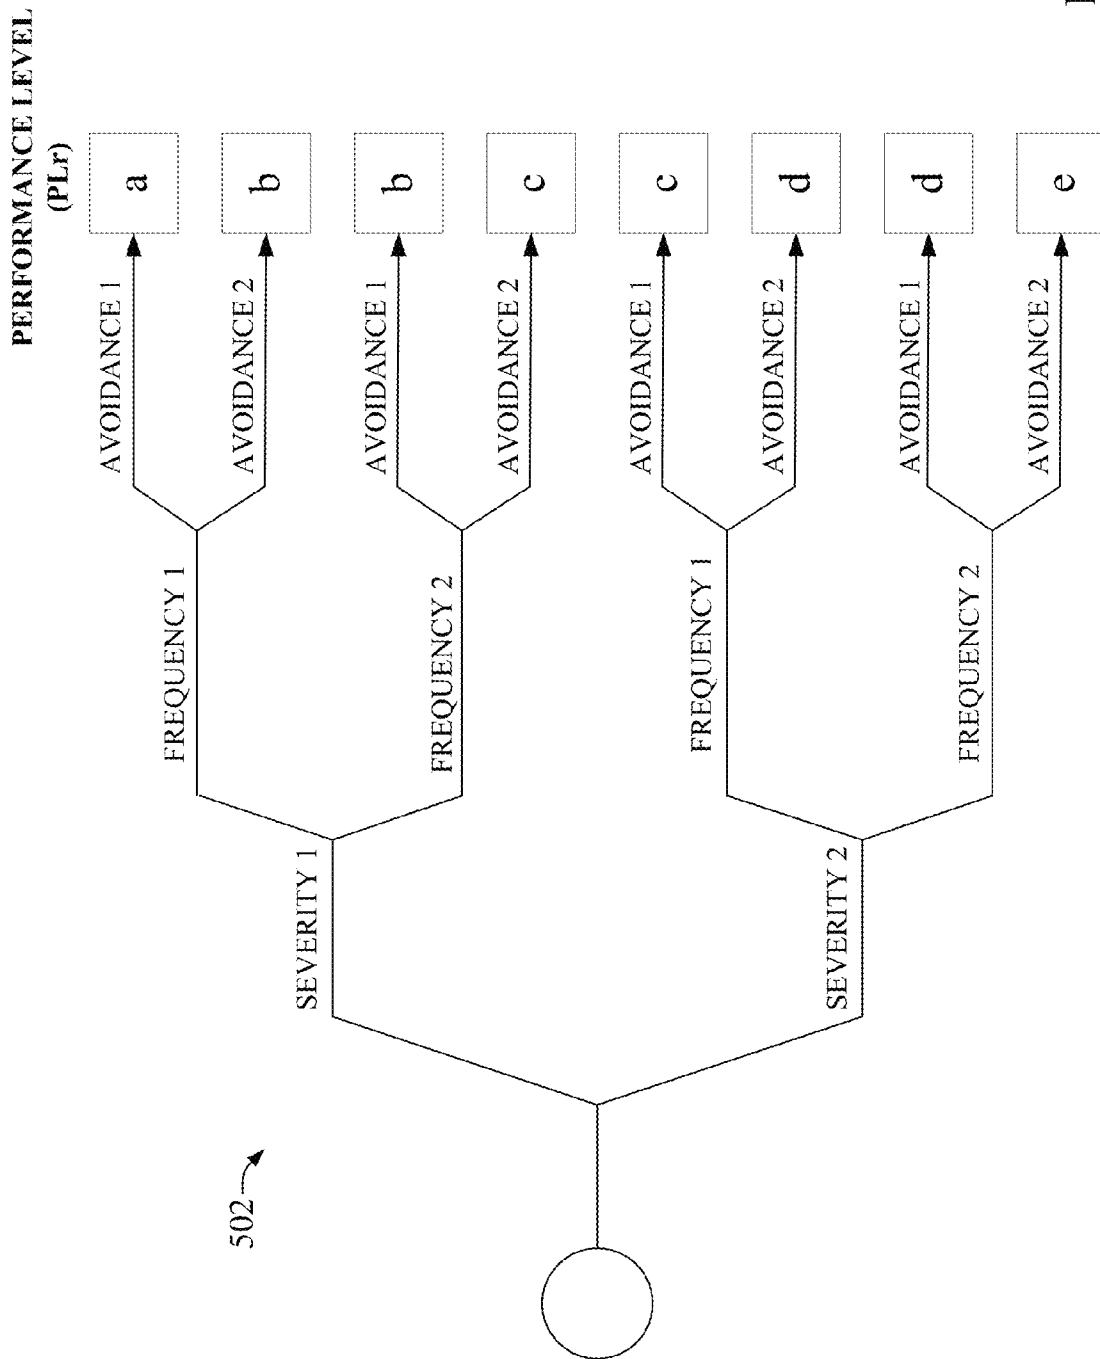 PERFORMANCE LEVEL
(PLr)
502
SEVERITY 1
FREQUENCY 1
AVOIDANCE 1
a
AVOIDANCE 2
b
FREQUENCY 2
AVOIDANCE 1
b
AVOIDANCE 2
c
SEVERITY 2
FREQUENCY 1
AVOIDANCE 1
c
AVOIDANCE 2
d
FREQUENCY 2
AVOIDANCE 1
d
AVOIDANCE 2
e